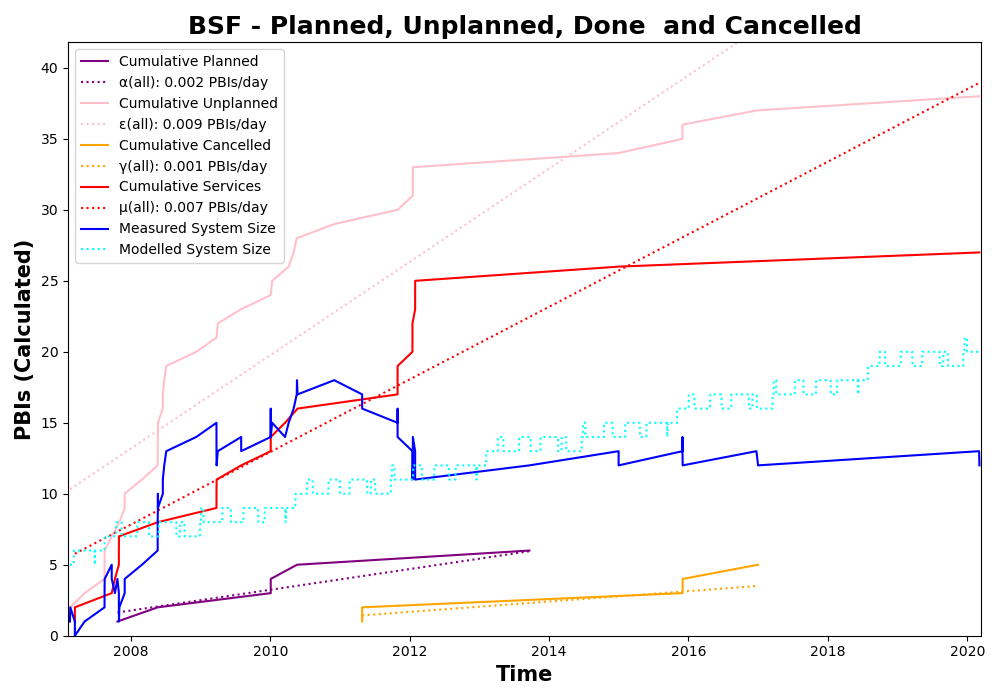 BSF - Planned, Unplanned, Done  and Cancelled
PBIs (Calculated)
40
35
30
25
20
15
10
5
0
Cumulative Planned
α(all): 0.002 PBIs/day
Cumulative Unplanned
ε(all): 0.009 PBIs/day
Cumulative Cancelled
γ(all): 0.001 PBIs/day
Cumulative Services
μ(all): 0.007 PBIs/day
Measured System Size
Modelled System Size
2008 2010 2012 2014 2016 2018 2020
Time